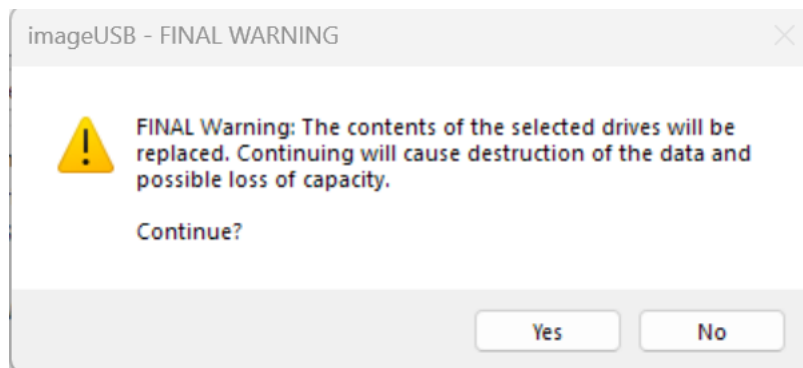 imageUSB - FINAL WARNING
FINAL Warning: The contents of the selected drives will be
replaced. Continuing will cause destruction of the data and
possible loss of capacity.
Continue?
Yes
No